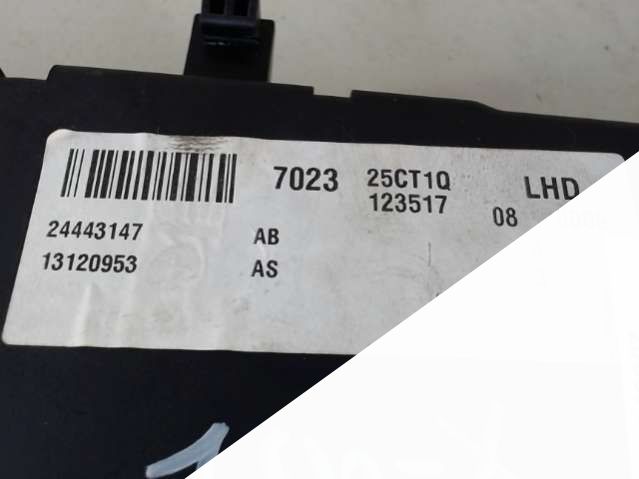 7023 25CT1Q LHD
123517 08
24443147 AB
13120953 AS